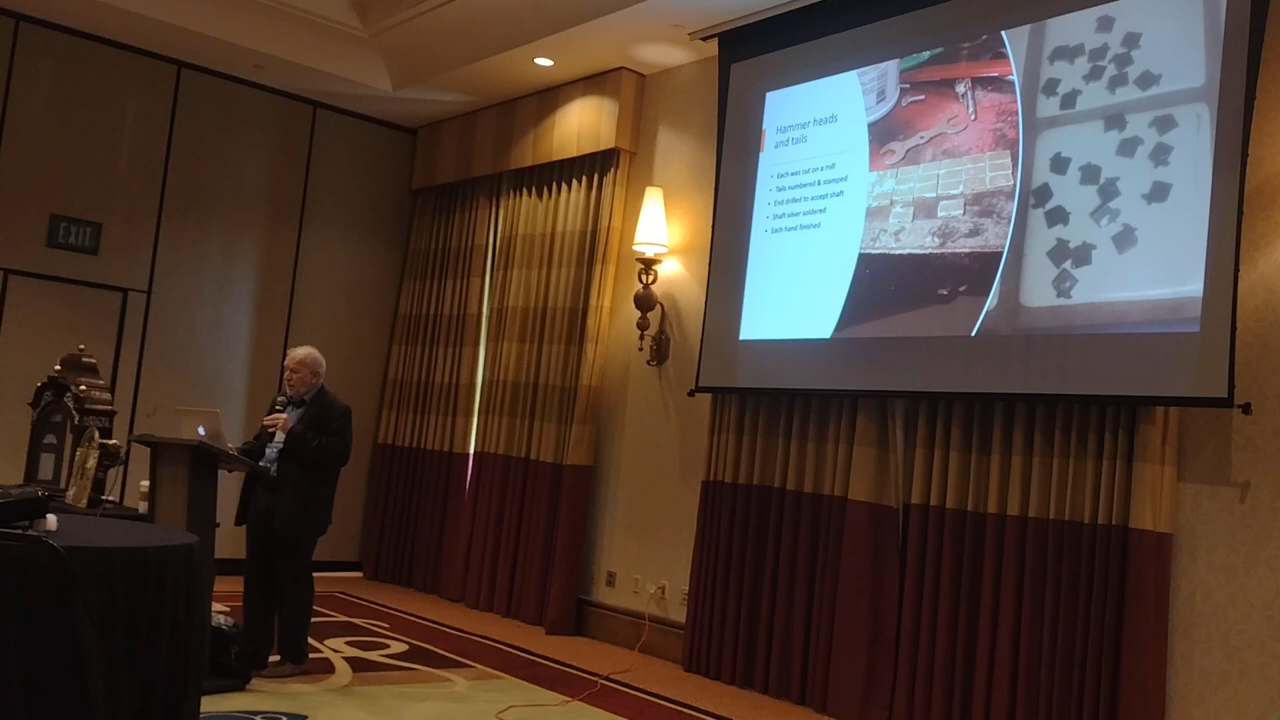 EXIT
Hammer heads
and tails
• Each was cut on a mill
• Tails numbered & stamped
• End drilled to accept shaft
• Shaft silver soldered
• Each hand finished